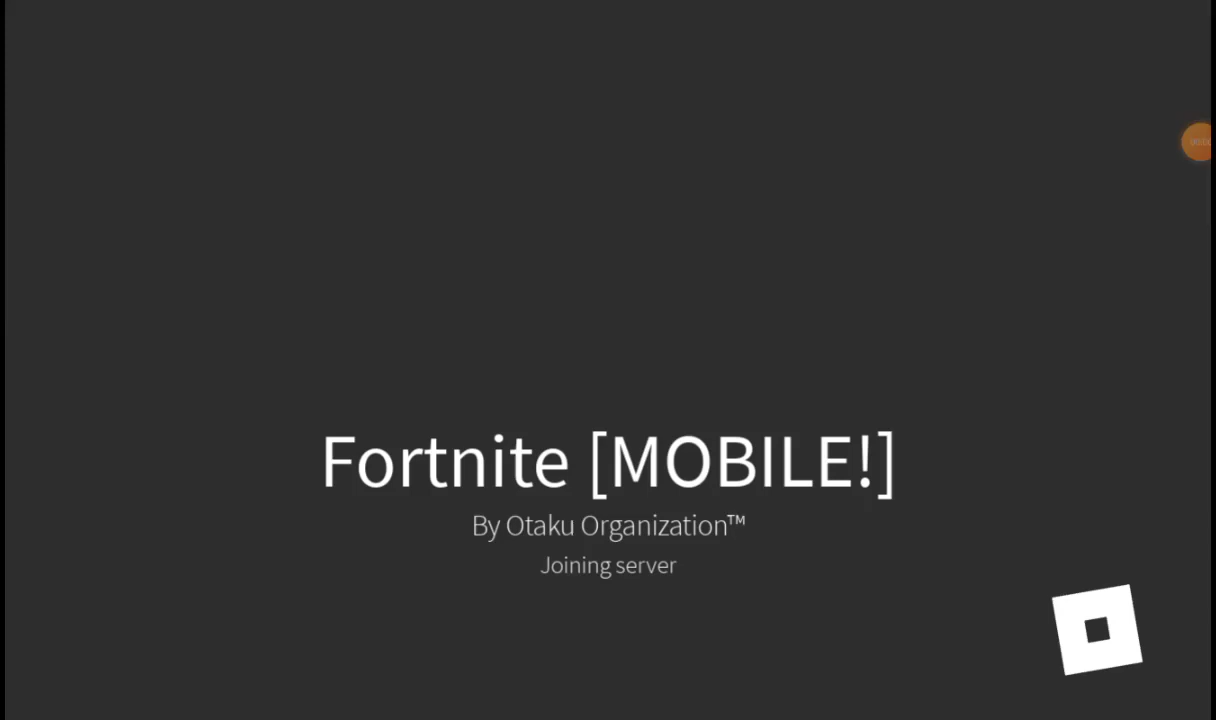 Fortnite [MOBILE!]
By Otaku Organization™
Joining server